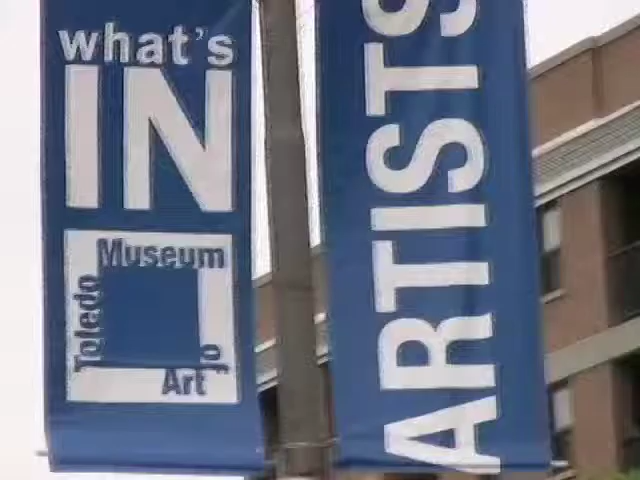 what's
IN
Toledo
Museum
of
Art
ARTISTS